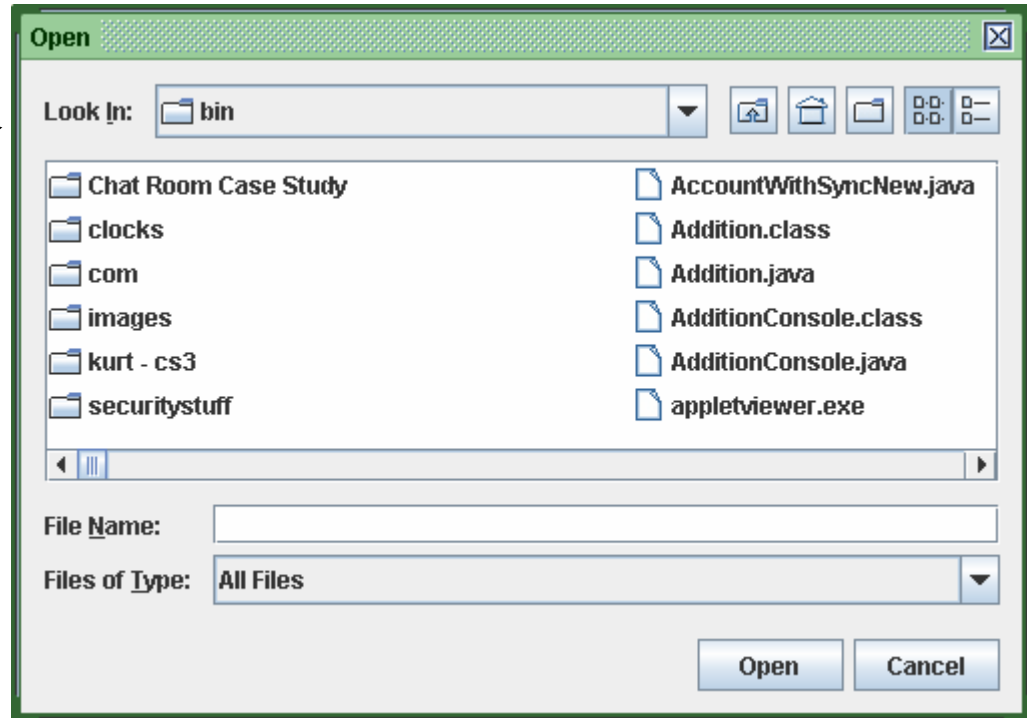 Open
Look In: bin
Chat Room Case Study
clocks
com
images
kurt - cs3
securitystuff
AccountWithSyncNew.java
Addition.class
Addition.java
AdditionConsole.class
AdditionConsole.java
appletviewer.exe
File Name:
Files of Type: All Files
Open Cancel